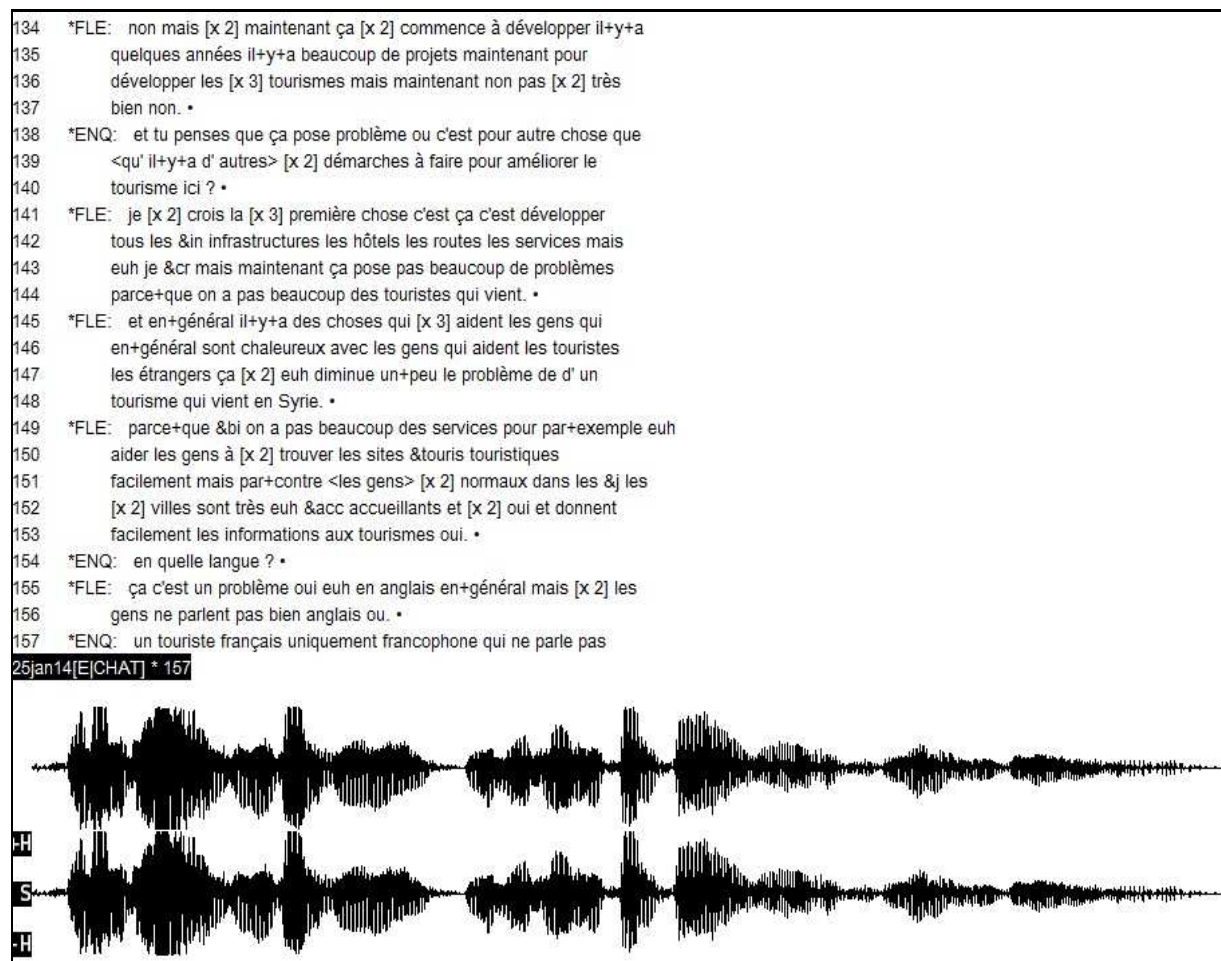 134 *FLE: non mais [x 2] maintenant ça [x 2] commence à développer il+y+a
135 quelques années il+y+a beaucoup de projets maintenant pour
136 développer les [x 3] tourismes mais maintenant non pas [x 2] très
137 bien non. •
138 *ENQ: et tu penses que ça pose problème ou c'est pour autre chose que
139 <qu' il+y+a d' autres> [x 2] démarches à faire pour améliorer le
140 tourisme ici ? •
141 *FLE: je [x 2] crois la [x 3] première chose c'est ça c'est développer
142 tous les &in infrastructures les hôtels les routes les services mais
143 euh je &cr mais maintenant ça pose pas beaucoup de problèmes
144 parce+que on a pas beaucoup des touristes qui vient. •
145 *FLE: et en+général il+y+a des choses qui [x 3] aident les gens qui
146 en+général sont chaleureux avec les gens qui aident les touristes
147 les étrangers ça [x 2] euh diminue un+peu le problème de d' un
148 tourisme qui vient en Syrie. •
149 *FLE: parce+que &bi on a pas beaucoup des services pour par+exemple euh
150 aider les gens à [x 2] trouver les sites &touris touristiques
151 facilement mais par+contre <les gens> [x 2] normaux dans les &j les
152 [x 2] villes sont très euh &acc accueillants et [x 2] oui et donnent
153 facilement les informations aux tourismes oui. •
154 *ENQ: en quelle langue ? •
155 *FLE: ça c'est un problème oui euh en anglais en+général mais [x 2] les
156 gens ne parlent pas bien anglais ou. •
157 *ENQ: un touriste français uniquement francophone qui ne parle pas
25jan14[E|CHAT] * 157
+H
S
-H